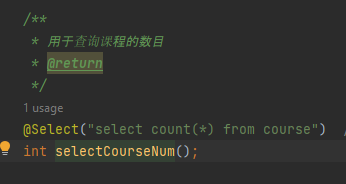 /**
* 用于查询课程的数目
* @return
*/
1 usage
@Select("select count(*) from course") /
int selectCourseNum();